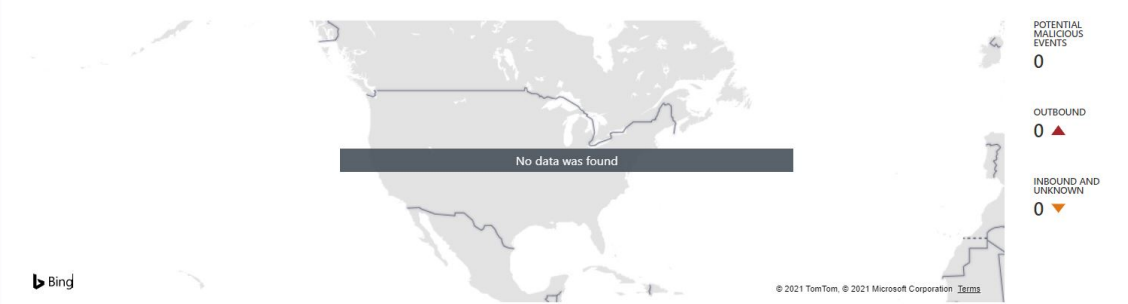 POTENTIAL
MALICIOUS
EVENTS
0
OUTBOUND
0
INBOUND AND
UNKNOWN
0
No data was found
Bing
© 2021 TomTom, © 2021 Microsoft Corporation Terms